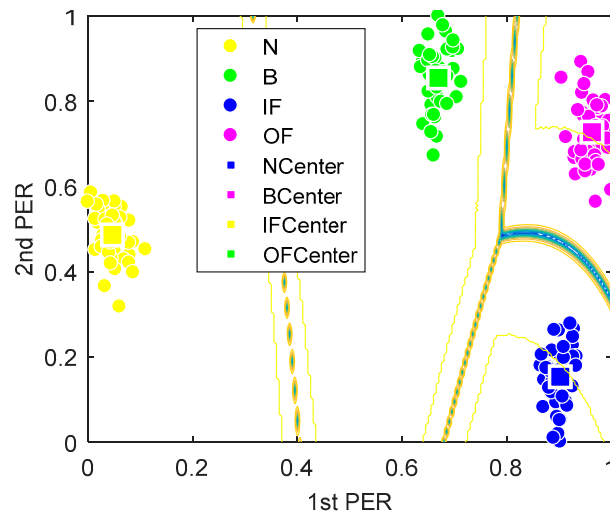 1
0.8
0.6
0.4
0.2
0
2nd PER
N
B
IF
OF
NCenter
BCenter
IFCenter
OFCenter
0 0.2 0.4 0.6 0.8 1
1st PER